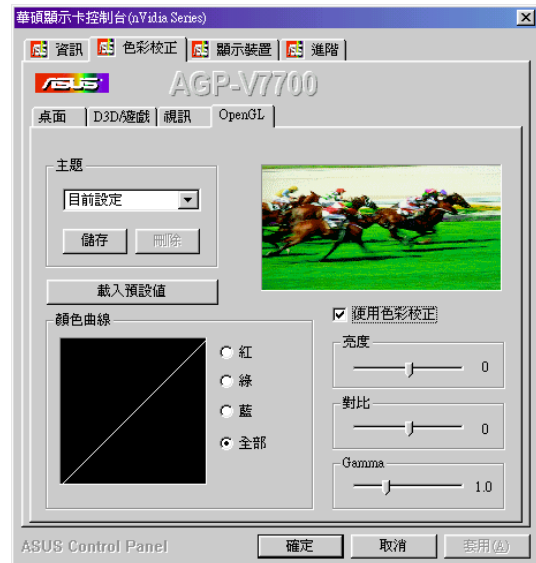 華碩顯示卡控制台(nVidia Series)
資訊 色彩校正 顯示裝置 進階
ASUS AGP-V7700
桌面 D3D/遊戲 視訊 OpenGL
主題
目前設定
儲存 刪除
載入預設值
使用色彩校正
顏色曲線
紅
綠
藍
全部
亮度
0
對比
0
Gamma
1.0
ASUS Control Panel
確定 取消 套用(A)